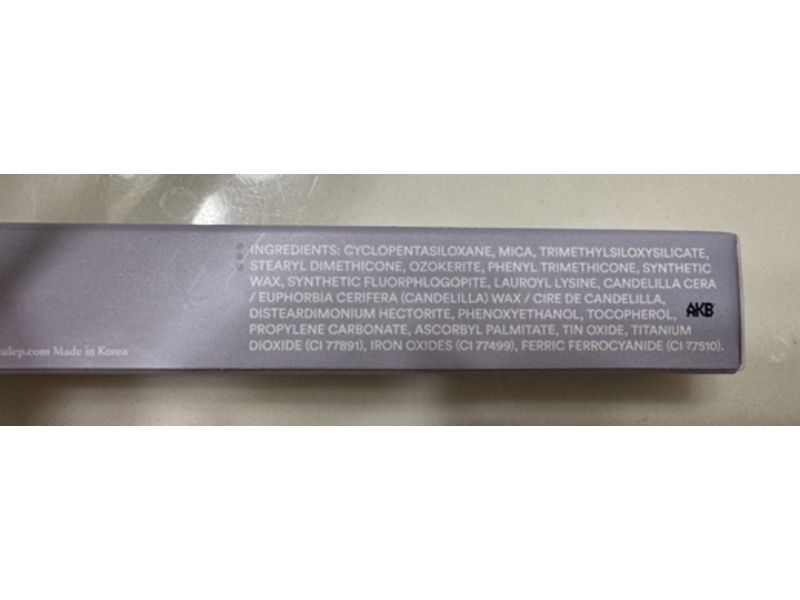 INGREDIENTS: CYCLOPENTASILOXANE, MICA, TRIMETHYLSILOXYSILICATE,
STEARYL DIMETHICONE, OZOKERITE, PHENYL TRIMETHICONE, SYNTHETIC
WAX, SYNTHETIC FLUORPHLOGOPITE, LAUROYL LYSINE, CANDELILLA CERA
/ EUPHORBIA CERIFERA (CANDELILLA) WAX / CIRE DE CANDELILLA,
DISTEARDIMONIUM HECTORITE, PHENOXYETHANOL, TOCOPHEROL,
PROPYLENE CARBONATE, ASCORBYL PALMITATE, TIN OXIDE, TITANIUM
DIOXIDE (CI 77891), IRON OXIDES (CI 77499), FERRIC FERROCYANIDE (CI 77510).
AKB
ulep.com Made in Korea